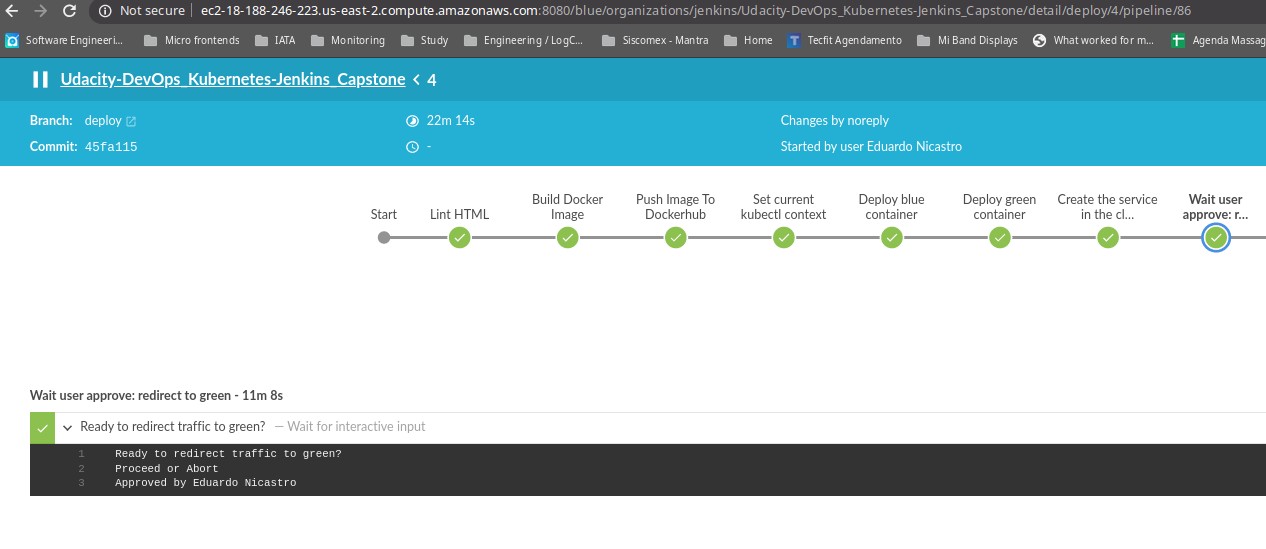 Not secure ec2-18-188-246-223.us-east-2.compute.amazonaws.com:8080/blue/organizations/jenkins/Udacity-DevOps_Kubernetes-Jenkins_Capstone/detail/deploy/4/pipeline/86
Software Engineeri... Micro frontends IATA Monitoring Study Engineering / LogC... Siscomex - Mantra Home Tecfit Agendamento Mi Band Displays What worked for m... Agenda Massag
Udacity-DevOps_Kubernetes-Jenkins_Capstone < 4
Branch: deploy 22m 14s Changes by noreply
Commit: 45fa115 - Started by user Eduardo Nicastro
Start
Lint HTML
Build Docker
Image
Push Image To
Dockerhub
Set current
kubectl context
Deploy blue
container
Deploy green
container
Create the service
in the cl...
Wait user
approve: r...
Wait user approve: redirect to green - 11m 8s
Ready to redirect traffic to green? — Wait for interactive input
1 Ready to redirect traffic to green?
2 Proceed or Abort
3 Approved by Eduardo Nicastro